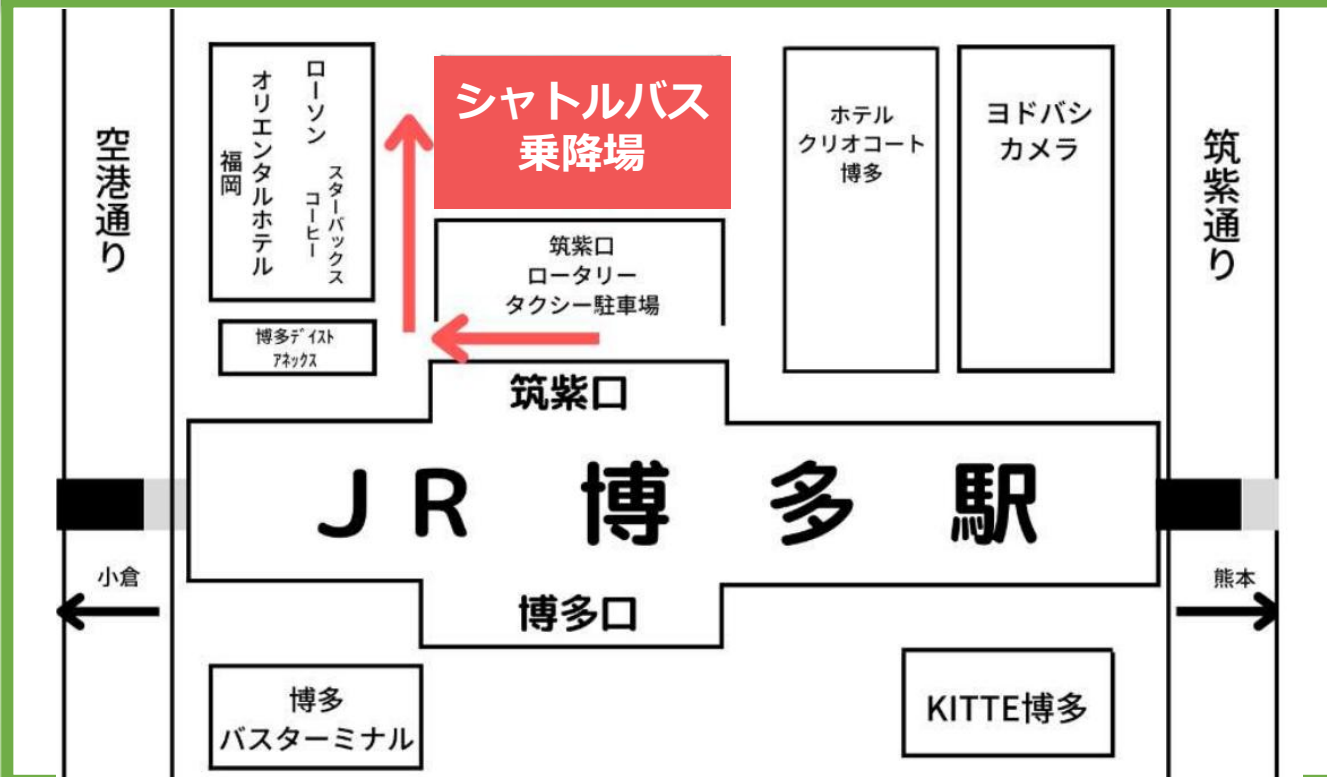 空港通り
オリエンタルホテル
福岡
ローソン
スターバックス
コーヒー
シャトルバス
乗降場
ホテル
クリオコート
博多
ヨドバシ
カメラ
筑紫通り
筑紫口
ロータリー
タクシー駐車場
博多ﾃﾞｲｽﾄ
ｱﾈｯｸｽ
筑紫口
JR 博多駅
小倉
熊本
博多口
博多
バスターミナル
KITTE博多